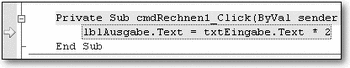 Private Sub cmdRechnen1_Click(ByVal sender
lblAusgabe.Text = txtEingabe.Text * 2
End Sub